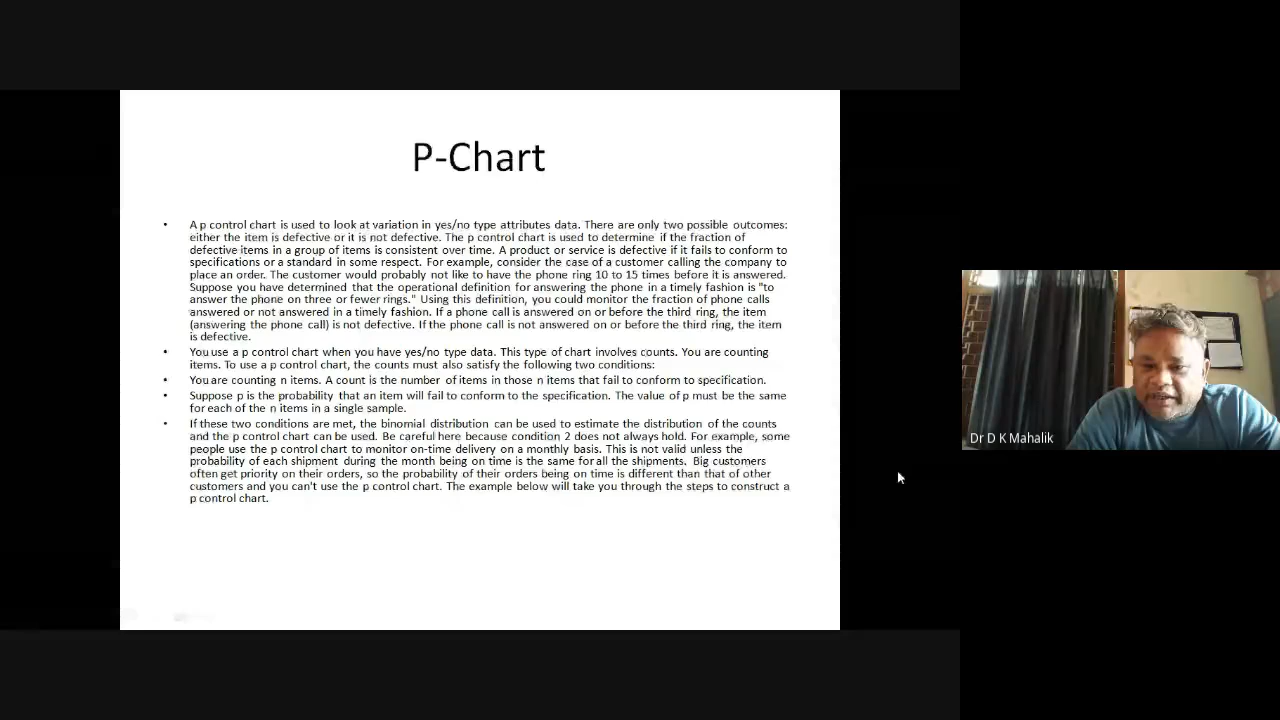 P-Chart
• A p control chart is used to look at variation in yes/no type attributes data. There are only two possible outcomes:
either the item is defective or it is not defective. The p control chart is used to determine if the fraction of
defective items in a group of items is consistent over time. A product or service is defective if it fails to conform to
specifications or a standard in some respect. For example, consider the case of a customer calling the company to
place an order. The customer would probably not like to have the phone ring 10 to 15 times before it is answered.
Suppose you have determined that the operational definition for answering the phone in a timely fashion is "to
answer the phone on three or fewer rings." Using this definition, you could monitor the fraction of phone calls
answered or not answered in a timely fashion. If a phone call is answered on or before the third ring, the item
(answering the phone call) is not defective. If the phone call is not answered on or before the third ring, the item
is defective.
• You use a p control chart when you have yes/no type data. This type of chart involves counts. You are counting
items. To use a p control chart, the counts must also satisfy the following two conditions:
• You are counting n items. A count is the number of items in those n items that fail to conform to specification.
• Suppose p is the probability that an item will fail to conform to the specification. The value of p must be the same
for each of the n items in a single sample.
• If these two conditions are met, the binomial distribution can be used to estimate the distribution of the counts
and the p control chart can be used. Be careful here because condition 2 does not always hold. For example, some
people use the p control chart to monitor on-time delivery on a monthly basis. This is not valid unless the
probability of each shipment during the month being on time is the same for all the shipments. Big customers
often get priority on their orders, so the probability of their orders being on time is different than that of other
customers and you can't use the p control chart. The example below will take you through the steps to construct a
p control chart.
Dr D K Mahalik